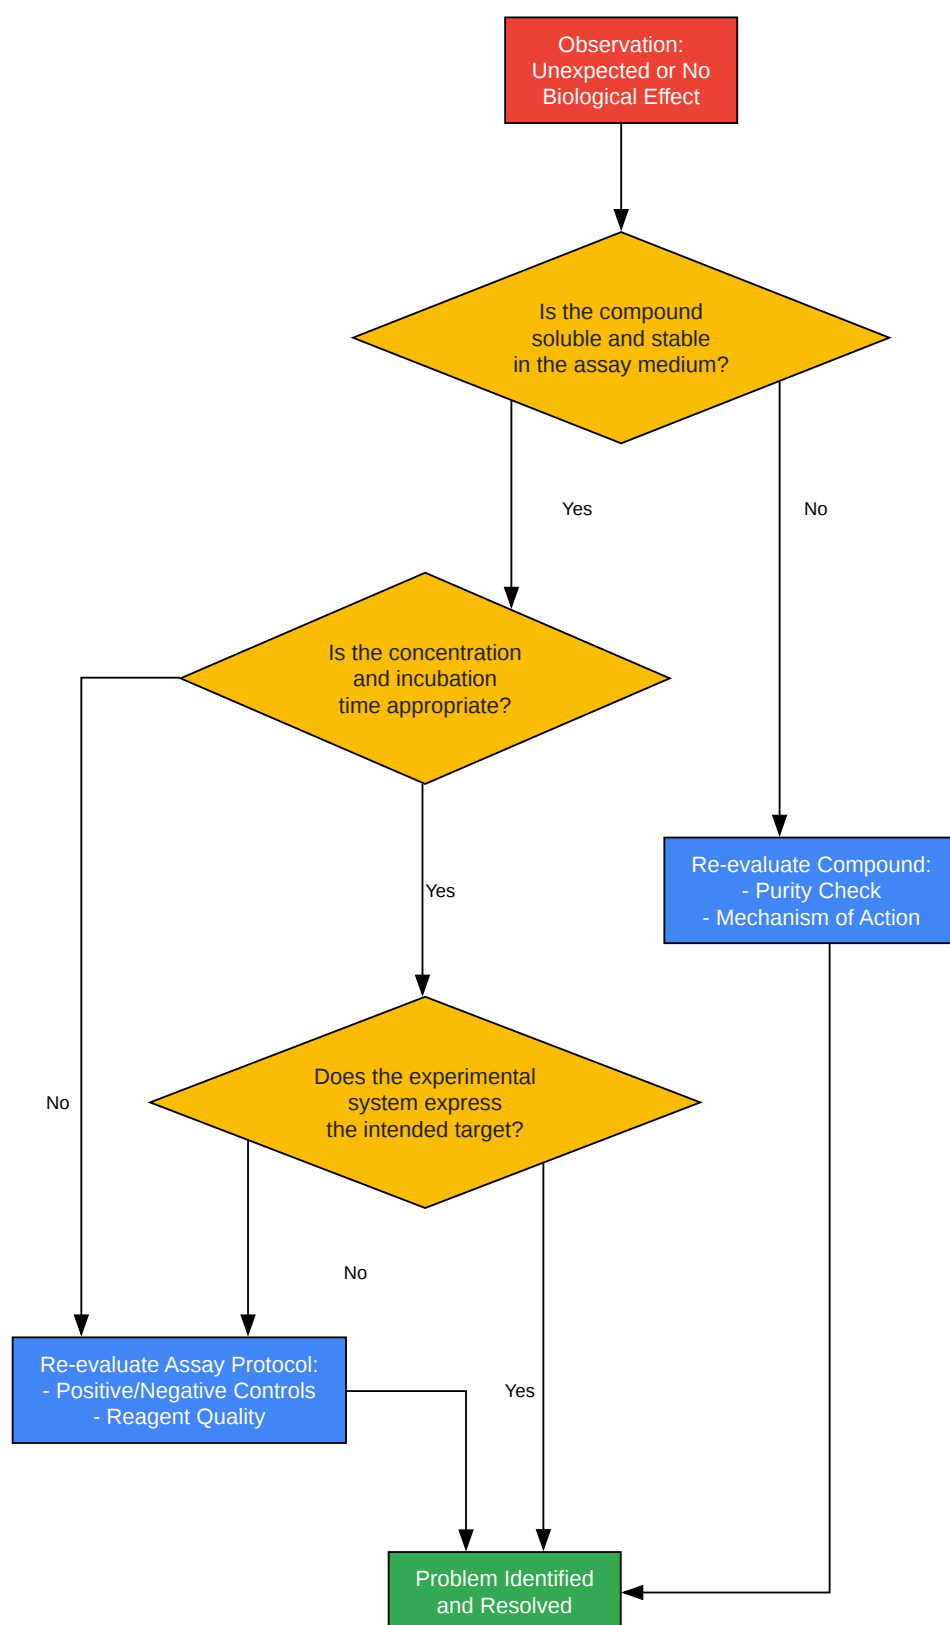 Observation:
Unexpected or No
Biological Effect
Is the compound
soluble and stable
in the assay medium?
Yes
No
Is the concentration
and incubation
time appropriate?
Re-evaluate Compound:
- Purity Check
- Mechanism of Action
Yes
Does the experimental
system express
the intended target?
No
No
Re-evaluate Assay Protocol:
- Positive/Negative Controls
- Reagent Quality
Yes
Problem Identified
and Resolved